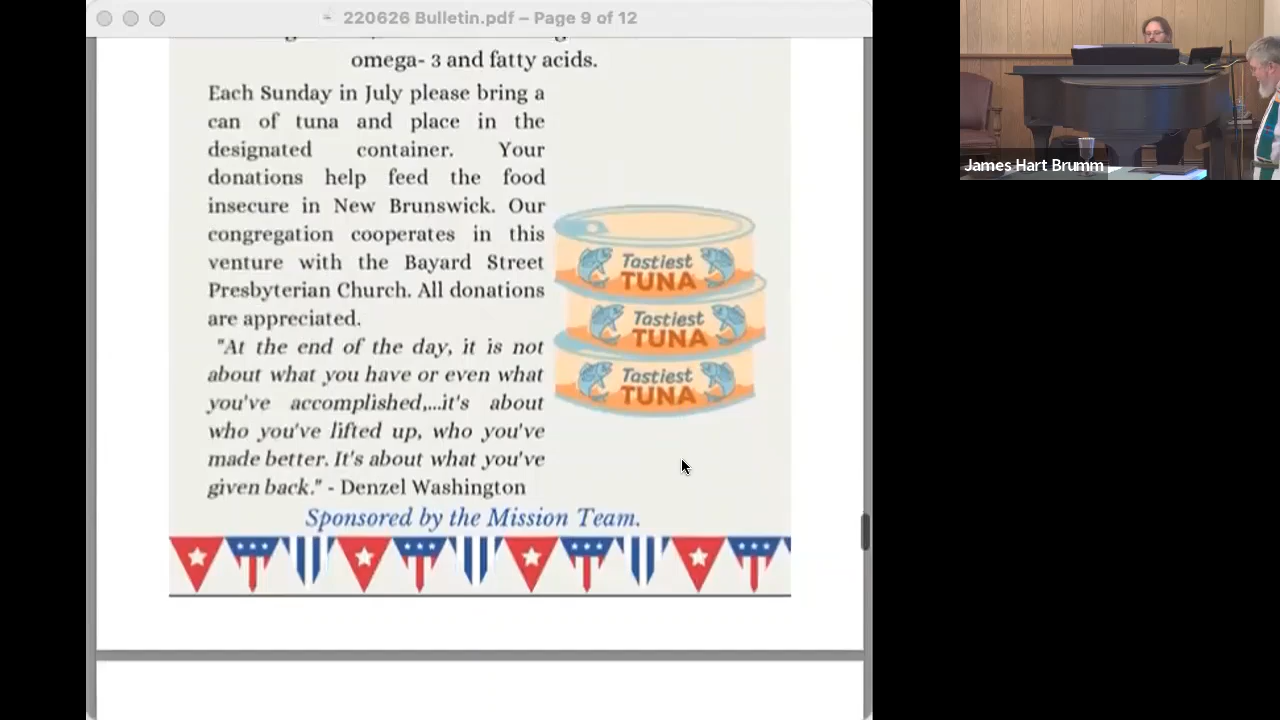 220626 Bulletin.pdf – Page 9 of 12
omega- 3 and fatty acids.
Each Sunday in July please bring a
can of tuna and place in the
designated container. Your
donations help feed the food
insecure in New Brunswick. Our
congregation cooperates in this
venture with the Bayard Street
Presbyterian Church. All donations
are appreciated.
"At the end of the day, it is not
about what you have or even what
you've accomplished,...it's about
who you've lifted up, who you've
made better. It's about what you've
given back." - Denzel Washington
Sponsored by the Mission Team.
Tastiest
TUNA
Tastiest
TUNA
Tastiest
TUNA
James Hart Brumm